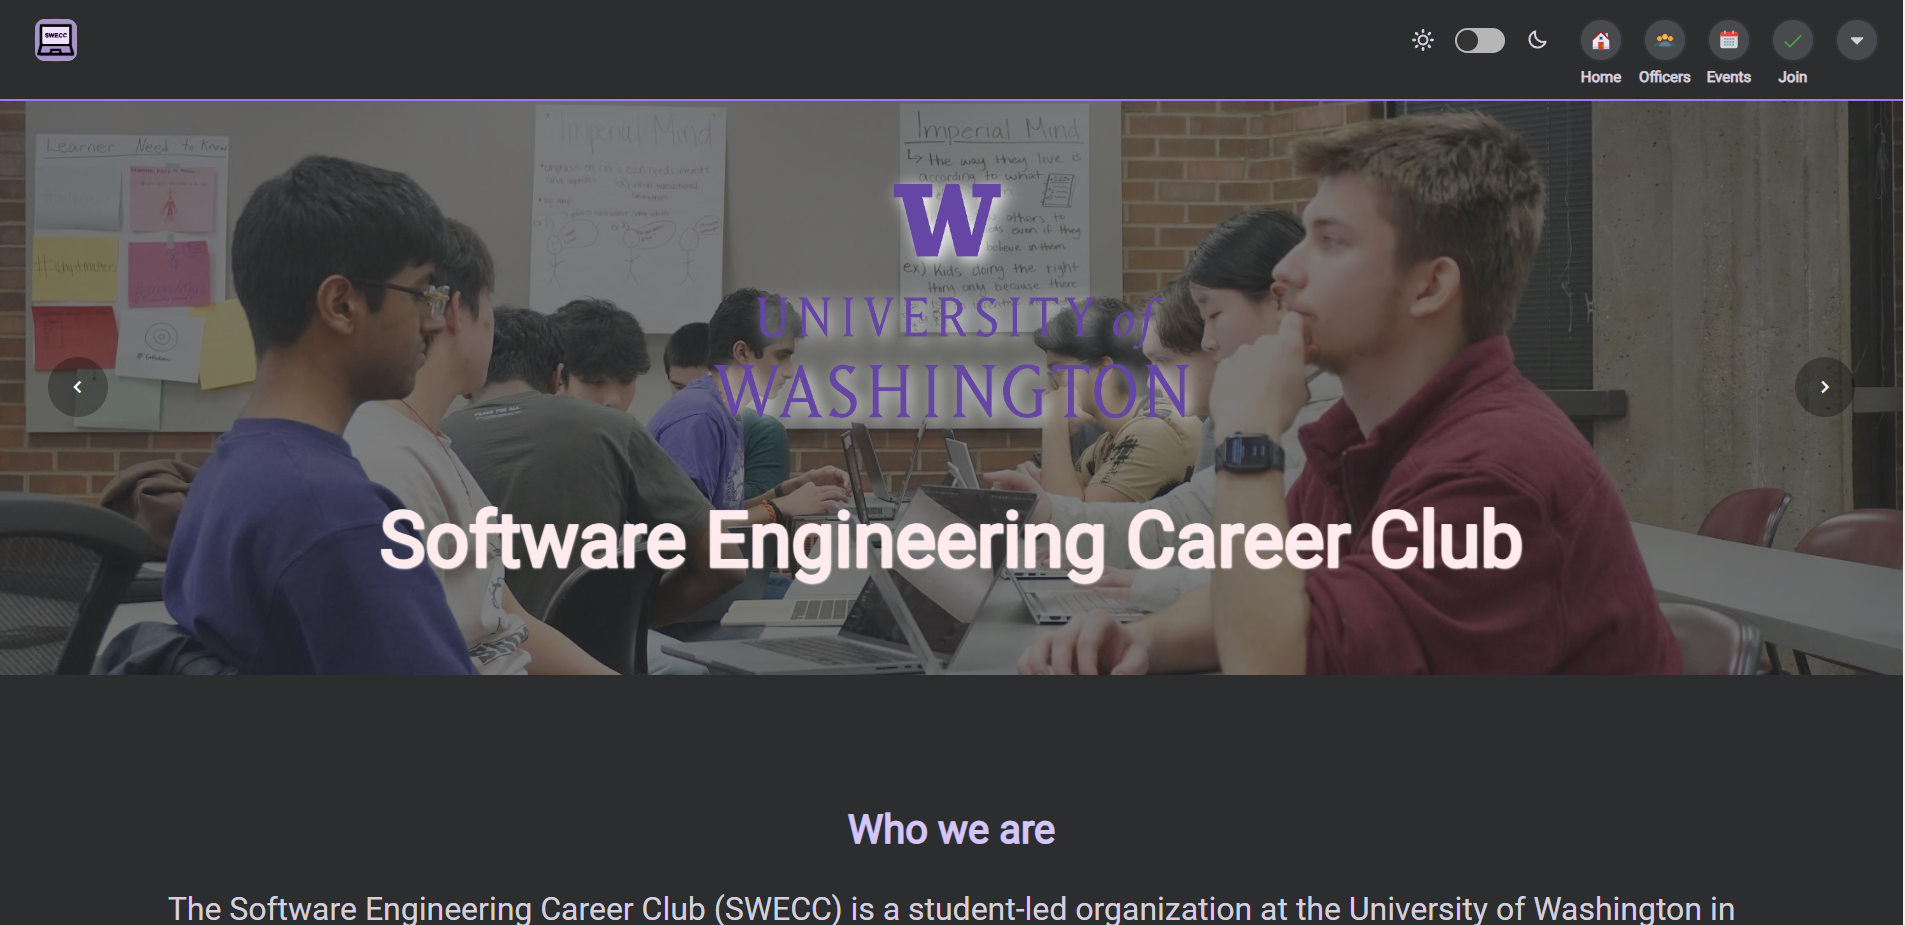 SWECC
Home
Officers
Events
Join
Learner Need to Know
Imperial Mind
Imperial Mind
↳ the way they live is
according to what
others to
even if they
believe in them
ex) Kids doing the right
thing only because there
W
UNIVERSITY of
WASHINGTON
Software Engineering Career Club
Who we are
The Software Engineering Career Club (SWECC) is a student-led organization at the University of Washington in